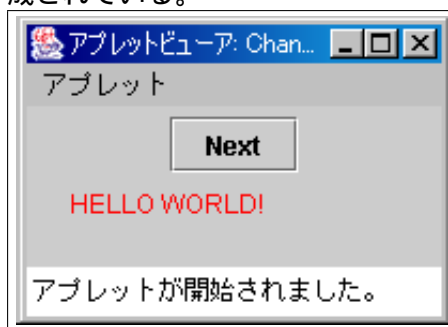 成されている。
アプレットビューア: Chan...
アプレット
Next
HELLO WORLD!
アプレットが開始されました。